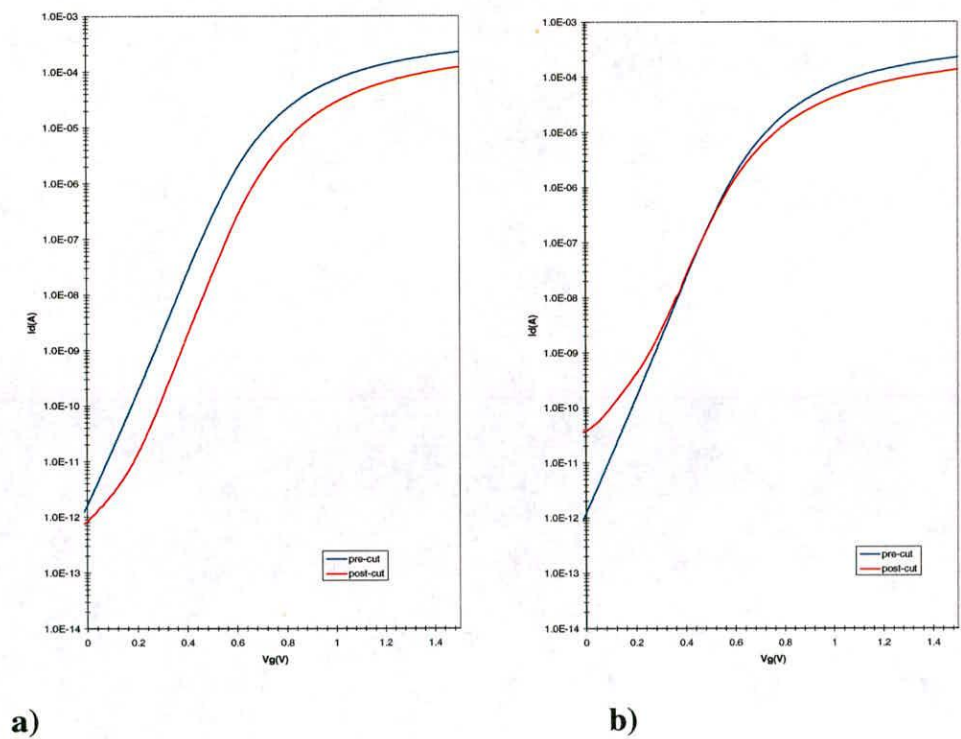 1.0E-03
1.0E-04
1.0E-05
1.0E-06
1.0E-07
1.0E-08
Id(A)
1.0E-09
1.0E-10
1.0E-11
1.0E-12
1.0E-13
1.0E-14
0 0.2 0.4 0.6 0.8 1 1.2 1.4
Vg(V)
pre-cut
post-cut
a)
1.0E-03
1.0E-04
1.0E-05
1.0E-06
1.0E-07
1.0E-08
Id(A)
1.0E-09
1.0E-10
1.0E-11
1.0E-12
1.0E-13
1.0E-14
0 0.2 0.4 0.6 0.8 1 1.2 1.4
Vg(V)
pre-cut
post-cut
b)